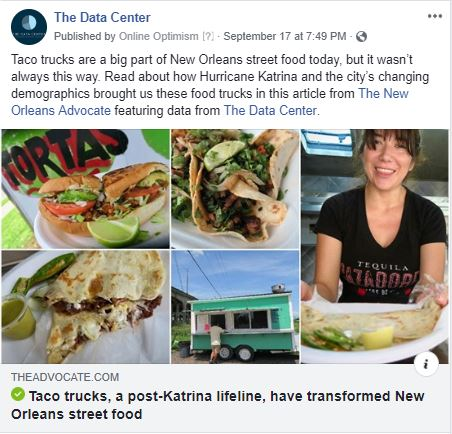 The Data Center
Published by Online Optimism [?] · September 17 at 7:49 PM ·
Taco trucks are a big part of New Orleans street food today, but it wasn't
always this way. Read about how Hurricane Katrina and the city's changing
demographics brought us these food trucks in this article from The New
Orleans Advocate featuring data from The Data Center.
TORTAS
TEQUILA
THEADVOCATE.COM
Taco trucks, a post-Katrina lifeline, have transformed New
Orleans street food